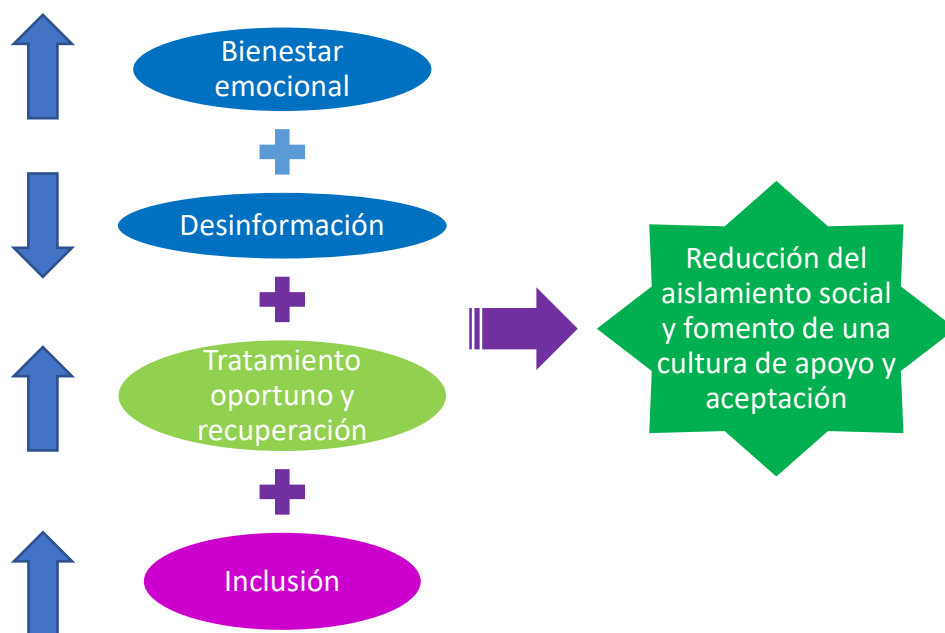 Bienestar
emocional
Desinformación
Tratamiento
oportuno y
recuperación
Inclusión
Reducción del
aislamiento social
y fomento de una
cultura de apoyo y
aceptación